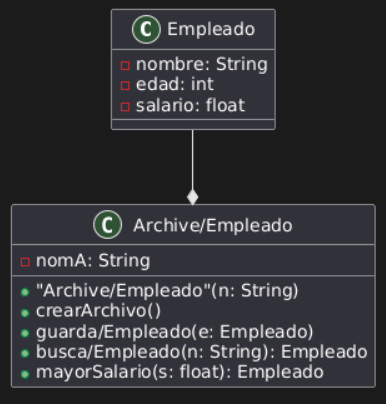 C Empleado
nombre: String
edad: int
salario: float
C Archive/Empleado
nomA: String
"Archive/Empleado"(n: String)
crearArchivo()
guarda/Empleado(e: Empleado)
busca/Empleado(n: String): Empleado
mayorSalario(s: float): Empleado